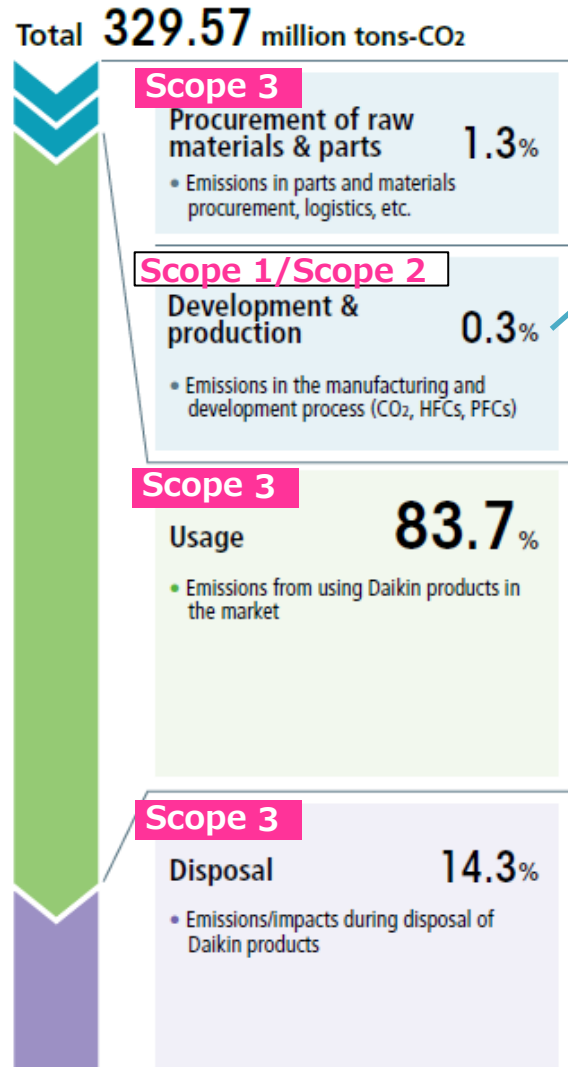 Total 329.57 million tons-CO₂
Scope 3
Procurement of raw
materials & parts 1.3%
• Emissions in parts and materials
procurement, logistics, etc.
Scope 1/Scope 2
Development &
production 0.3%
• Emissions in the manufacturing and
development process (CO₂, HFCs, PFCs)
Scope 3
Usage 83.7%
• Emissions from using Daikin products in
the market
Scope 3
Disposal 14.3%
• Emissions/impacts during disposal of
Daikin products